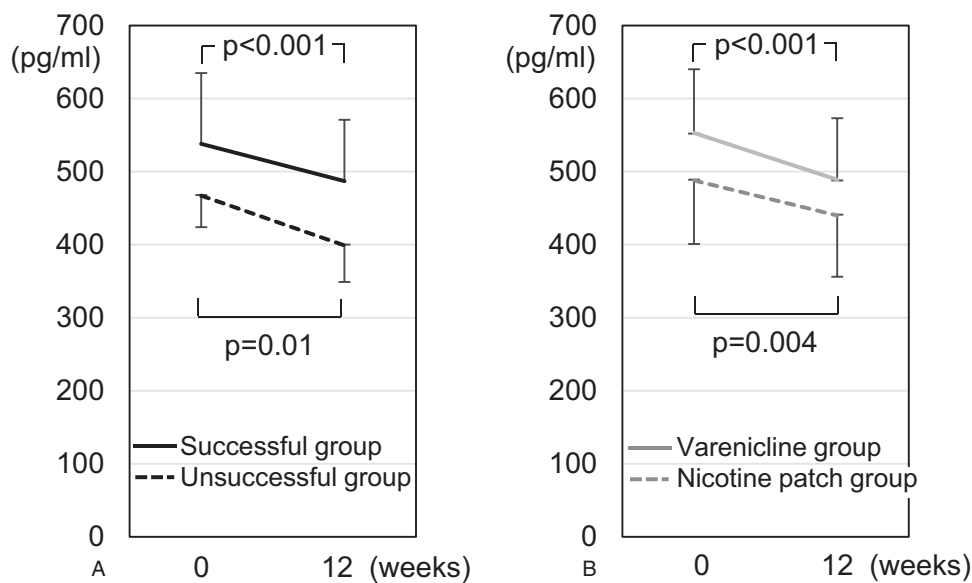 700
(pg/ml)
p<0.001
600
500
400
300
p=0.01
200
Successful group
100
Unsuccessful group
0
A
0
12
(weeks)
700
(pg/ml)
p<0.001
600
500
400
300
p=0.004
200
Varenicline group
100
Nicotine patch group
0
B
0
12
(weeks)